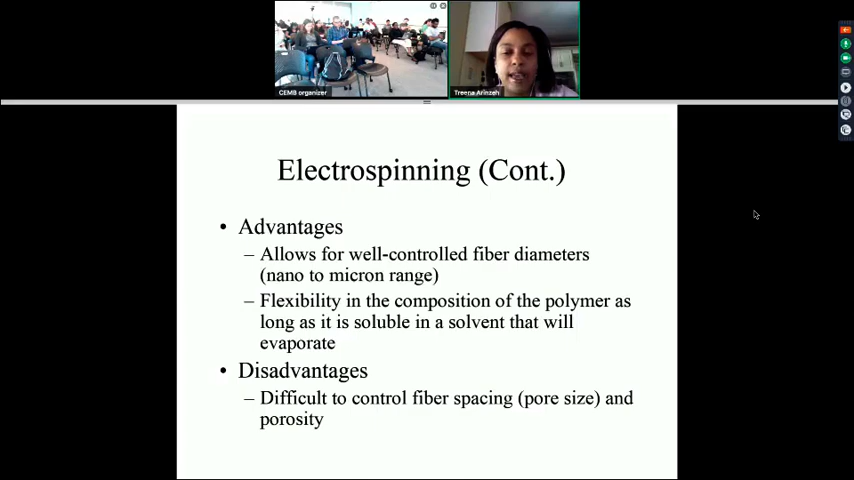 CEMB organizer
Treena Arinzeh
Electrospinning (Cont.)
• Advantages
– Allows for well-controlled fiber diameters
(nano to micron range)
– Flexibility in the composition of the polymer as
long as it is soluble in a solvent that will
evaporate
• Disadvantages
– Difficult to control fiber spacing (pore size) and
porosity